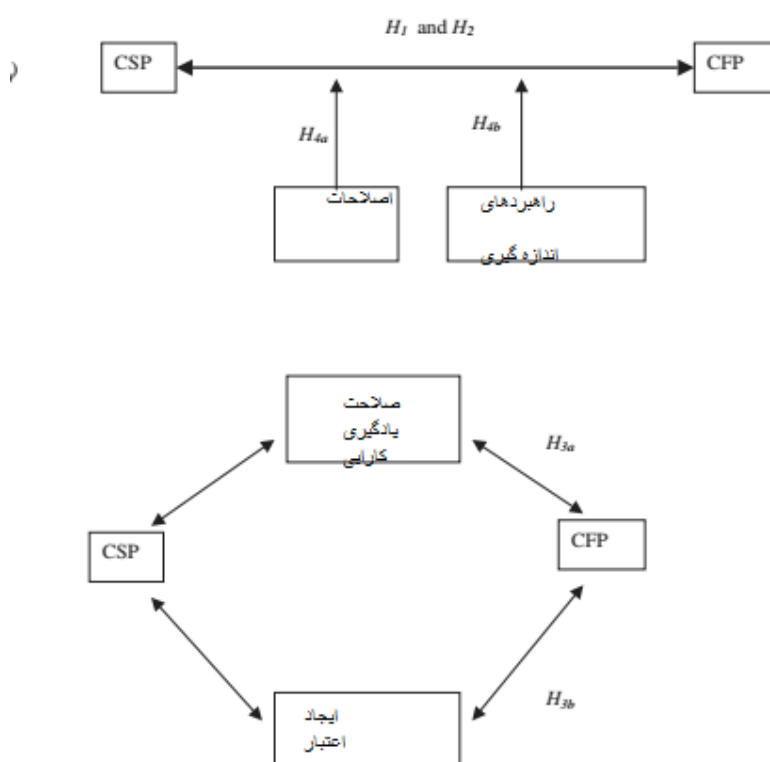 H1 and H2
CSP
CFP
H4a
H4b
اصلاحات
راهبردهای
اندازه گیری
صلاحت
یادگیری
کارایی
H3a
CSP
CFP
H3b
ایجاد
اعتبار